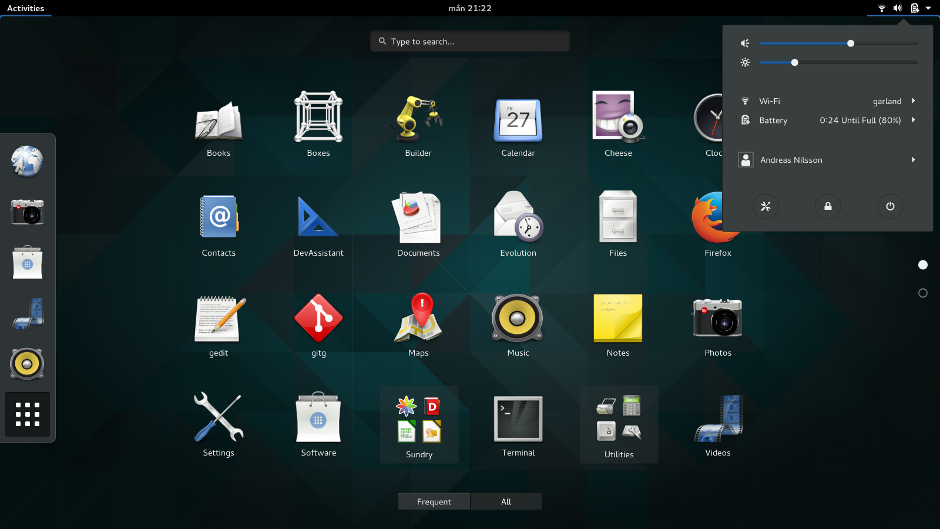 Activities
mån 21:22
Type to search...
Wi-Fi garland
Battery 0:24 Until Full (80%)
Andreas Nilsson
FRI
27
Books Boxes Builder Calendar Cheese
@
Contacts DevAssistant Documents Evolution Files Firefox
gedit gitg Maps Music Notes Photos
D
>_
Settings Software Sundry Terminal Utilities Videos
Frequent All